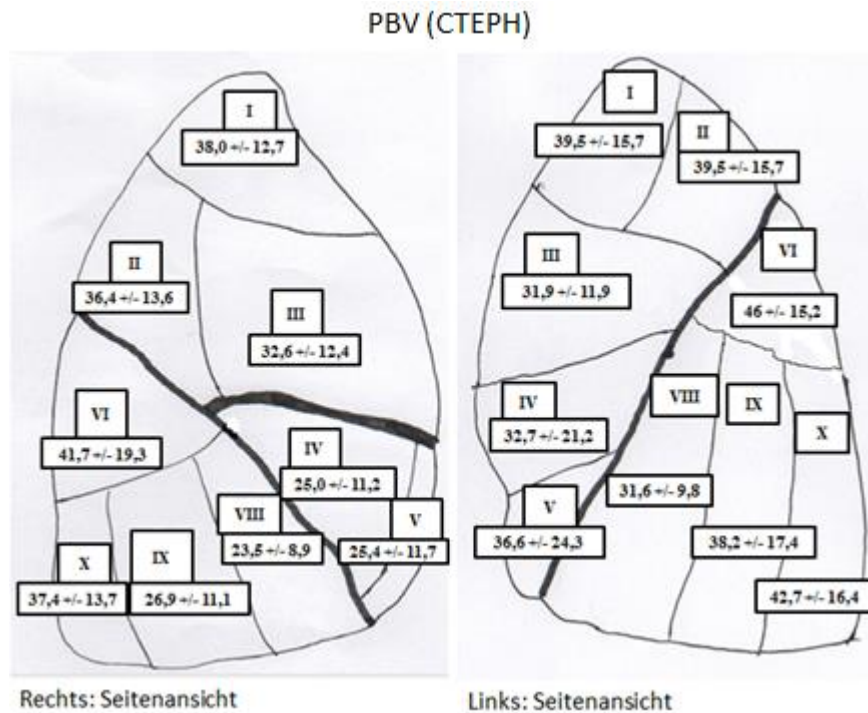 PBV (CTEPH)
I
38,0 +/- 12,7
II
36,4 +/- 13,6
III
32,6 +/- 12,4
VI
41,7 +/- 19,3
IV
25,0 +/- 11,2
VIII
23,5 +/- 8,9
V
25,4 +/- 11,7
X
37,4 +/- 13,7
IX
26,9 +/- 11,1
Rechts: Seitenansicht
I
39,5 +/- 15,7
II
39,5 +/- 15,7
III
31,9 +/- 11,9
VI
46 +/- 15,2
IV
32,7 +/- 21,2
VIII
31,6 +/- 9,8
IX
38,2 +/- 17,4
X
42,7 +/- 16,4
V
36,6 +/- 24,3
Links: Seitenansicht